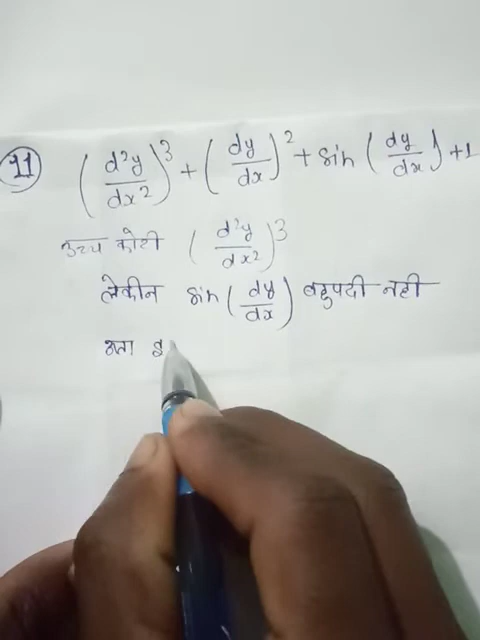 (11) (d²y/dx²)³ + (dy/dx)² + sin (dy/dx) + 1
उच्च कोटी (d²y/dx²)³
लेकीन sin (dy/dx) बहुपदी नही
अतः इ